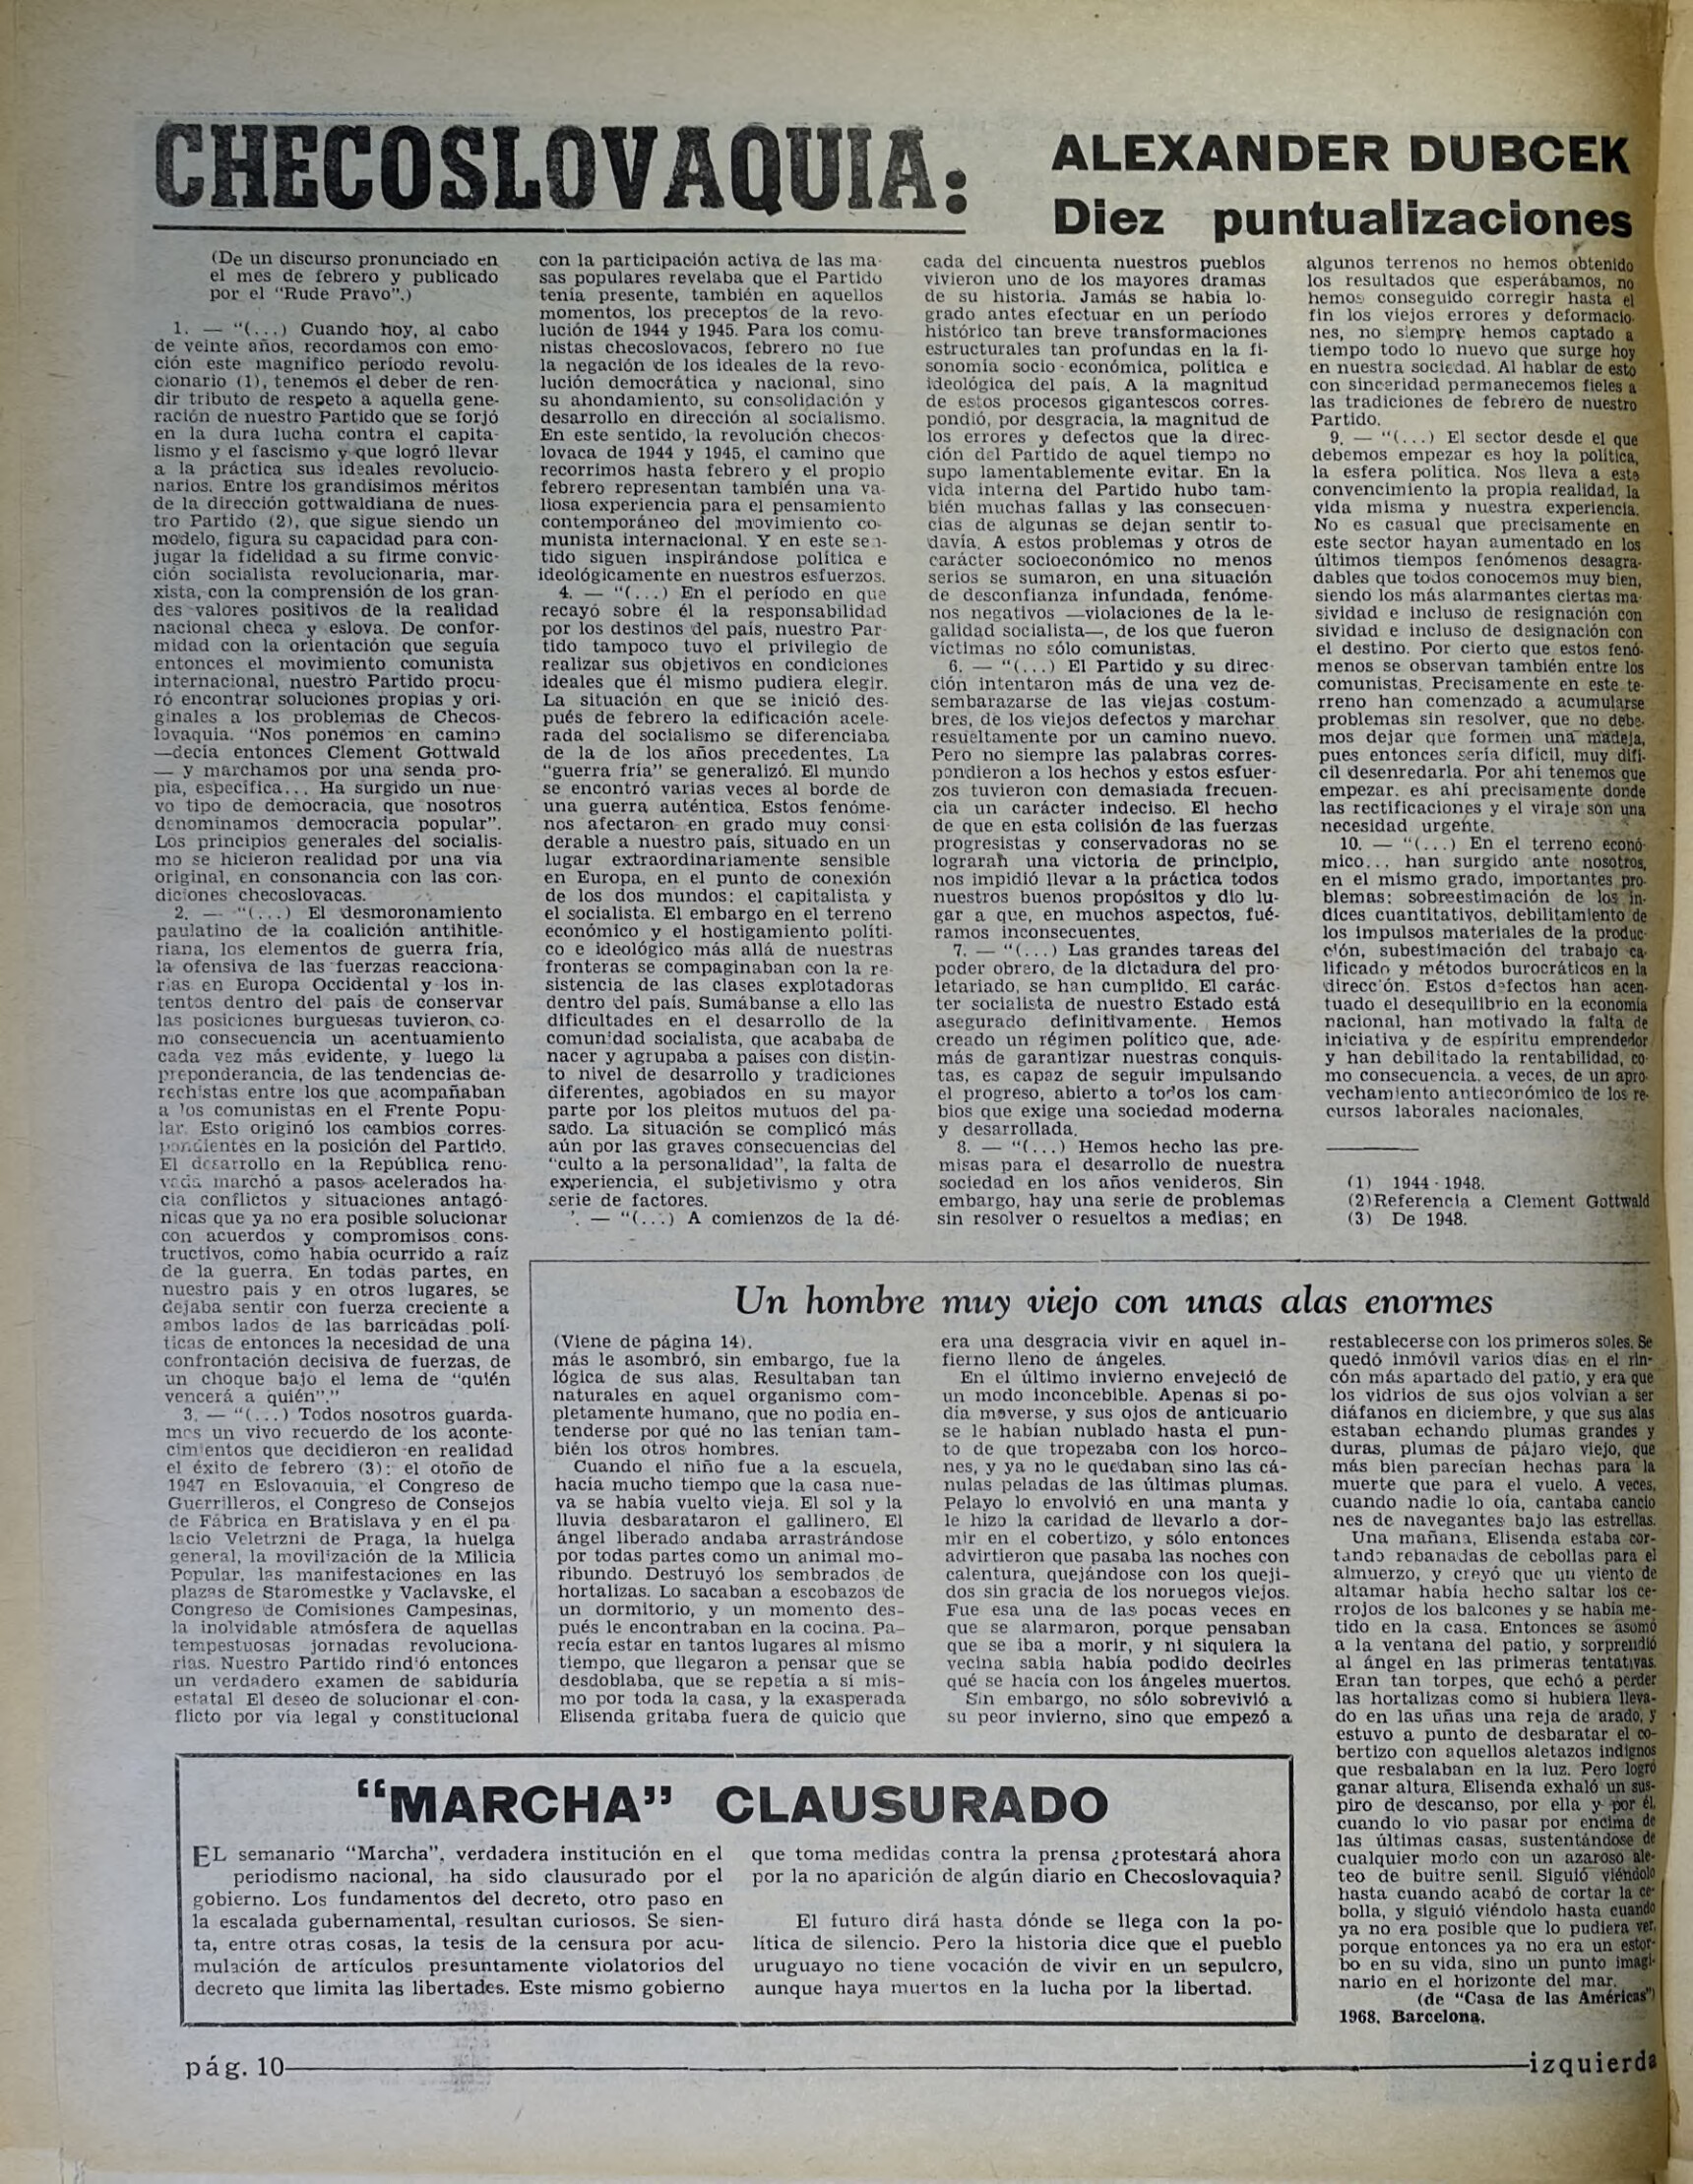 CHECOSLOVAQUIA:
ALEXANDER DUBCEK
Diez puntualizaciones
(De un discurso pronunciado en
el mes de febrero y publicado
por el "Rude Pravo".)
1. — "(...) Cuando hoy, al cabo
de veinte años, recordamos con emo-
ción este magnífico período revolu-
cionario (1), tenemos el deber de ren-
dir tributo de respeto a aquella gene-
ración de nuestro Partido que se forjó
en la dura lucha contra el capita-
lismo y el fascismo y que logró llevar
a la práctica sus ideales revolucio-
narios. Entre los grandísimos méritos
de la dirección gottwaldiana de nues-
tro Partido (2), que sigue siendo un
modelo, figura su capacidad para con-
jugar la fidelidad a su firme convic-
ción socialista revolucionaria, mar-
xista, con la comprensión de los gran-
des valores positivos de la realidad
nacional checa y eslova. De confor-
midad con la orientación que seguía
entonces el movimiento comunista
internacional, nuestro Partido procu-
ró encontrar soluciones propias y ori-
ginales a los problemas de Checos-
lovaquia. "Nos ponemos en camino
—decía entonces Clement Gottwald
— y marchamos por una senda pro-
pia, específica... Ha surgido un nue-
vo tipo de democracia, que nosotros
denominamos democracia popular".
Los principios generales del socialis-
mo se hicieron realidad por una vía
original, en consonancia con las con-
diciones checoslovacas.
2. — "(...) El desmoronamiento
paulatino de la coalición antihitle-
riana, los elementos de guerra fría,
la ofensiva de las fuerzas reacciona-
rias en Europa Occidental y los in-
tentos dentro del país de conservar
las posiciones burguesas tuvieron, co-
mo consecuencia un acentuamiento
cada vez más evidente, y luego la
preponderancia, de las tendencias de-
rechistas entre los que acompañaban
a los comunistas en el Frente Popu-
lar. Esto originó los cambios corres-
pondientes en la posición del Partido.
El desarrollo en la República reno-
vada marchó a pasos acelerados ha-
cia conflictos y situaciones antagó-
nicas que ya no era posible solucionar
con acuerdos y compromisos cons-
tructivos, como había ocurrido a raíz
de la guerra. En todas partes, en
nuestro país y en otros lugares, se
dejaba sentir con fuerza creciente a
ambos lados de las barricadas polí-
ticas de entonces la necesidad de una
confrontación decisiva de fuerzas, de
un choque bajo el lema de "quién
vencerá a quién"."
3. — "(...) Todos nosotros guarda-
mos un vivo recuerdo de los aconte-
cimientos que decidieron en realidad
el éxito de febrero (3): el otoño de
1947 en Eslovaquia, el Congreso de
Guerrilleros, el Congreso de Consejos
de Fábrica en Bratislava y en el pa
lacio Veletrzni de Praga, la huelga
general, la movilización de la Milicia
Popular, las manifestaciones en las
plazas de Staromestke y Vaclavske, el
Congreso de Comisiones Campesinas,
la inolvidable atmósfera de aquellas
tempestuosas jornadas revoluciona-
rias. Nuestro Partido rindió entonces
un verdadero examen de sabiduría
estatal El deseo de solucionar el con-
flicto por vía legal y constitucional
con la participación activa de las ma-
sas populares revelaba que el Partido
tenía presente, también en aquellos
momentos, los preceptos de la revo-
lución de 1944 y 1945. Para los comu-
nistas checoslovacos, febrero no fue
la negación de los ideales de la revo-
lución democrática y nacional, sino
su ahondamiento, su consolidación y
desarrollo en dirección al socialismo.
En este sentido, la revolución checos-
lovaca de 1944 y 1945, el camino que
recorrimos hasta febrero y el propio
febrero representan también una va-
liosa experiencia para el pensamiento
contemporáneo del movimiento co-
munista internacional. Y en este sen-
tido siguen inspirándose política e
ideológicamente en nuestros esfuerzos.
4. — "(...) En el período en que
recayó sobre él la responsabilidad
por los destinos del país, nuestro Par-
tido tampoco tuvo el privilegio de
realizar sus objetivos en condiciones
ideales que él mismo pudiera elegir.
La situación en que se inició des-
pués de febrero la edificación acele-
rada del socialismo se diferenciaba
de la de los años precedentes. La
"guerra fría" se generalizó. El mundo
se encontró varias veces al borde de
una guerra auténtica. Estos fenóme-
nos afectaron en grado muy consi-
derable a nuestro país, situado en un
lugar extraordinariamente sensible
en Europa, en el punto de conexión
de los dos mundos: el capitalista y
el socialista. El embargo en el terreno
económico y el hostigamiento políti-
co e ideológico más allá de nuestras
fronteras se compaginaban con la re-
sistencia de las clases explotadoras
dentro del país. Sumábanse a ello las
dificultades en el desarrollo de la
comunidad socialista, que acababa de
nacer y agrupaba a países con distin-
to nivel de desarrollo y tradiciones
diferentes, agobiados en su mayor
parte por los pleitos mutuos del pa-
sado. La situación se complicó más
aún por las graves consecuencias del
"culto a la personalidad", la falta de
experiencia, el subjetivismo y otra
serie de factores.
. — "(...) A comienzos de la dé-
cada del cincuenta nuestros pueblos
vivieron uno de los mayores dramas
de su historia. Jamás se había lo-
grado antes efectuar en un período
histórico tan breve transformaciones
estructurales tan profundas en la fi-
sonomía socio-económica, política e
ideológica del país. A la magnitud
de estos procesos gigantescos corres-
pondió, por desgracia, la magnitud de
los errores y defectos que la direc-
ción del Partido de aquel tiempo no
supo lamentablemente evitar. En la
vida interna del Partido hubo tam-
bién muchas fallas y las consecuen-
cias de algunas se dejan sentir to-
davía. A estos problemas y otros de
carácter socioeconómico no menos
serios se sumaron, en una situación
de desconfianza infundada, fenóme-
nos negativos —violaciones de la le-
galidad socialista—, de los que fueron
víctimas no sólo comunistas.
6. — "(...) El Partido y su direc-
ción intentaron más de una vez de-
sembarazarse de las viejas costum-
bres, de los viejos defectos y marchar
resueltamente por un camino nuevo.
Pero no siempre las palabras corres-
pondieron a los hechos y estos esfuer-
zos tuvieron con demasiada frecuen-
cia un carácter indeciso. El hecho
de que en esta colisión de las fuerzas
progresistas y conservadoras no se
lograrah una victoria de principio,
nos impidió llevar a la práctica todos
nuestros buenos propósitos y dio lu-
gar a que, en muchos aspectos, fué-
ramos inconsecuentes.
7. — "(...) Las grandes tareas del
poder obrero, de la dictadura del pro-
letariado, se han cumplido. El carác-
ter socialista de nuestro Estado está
asegurado definitivamente. Hemos
creado un régimen político que, ade-
más de garantizar nuestras conquis-
tas, es capaz de seguir impulsando
el progreso, abierto a todos los cam-
bios que exige una sociedad moderna
y desarrollada.
8. — "(...) Hemos hecho las pre-
misas para el desarrollo de nuestra
sociedad en los años venideros. Sin
embargo, hay una serie de problemas
sin resolver o resueltos a medias; en
algunos terrenos no hemos obtenido
los resultados que esperábamos, no
hemos conseguido corregir hasta el
fin los viejos errores y deformacio-
nes, no siempre hemos captado a
tiempo todo lo nuevo que surge hoy
en nuestra sociedad. Al hablar de esto
con sinceridad permanecemos fieles a
las tradiciones de febrero de nuestro
Partido.
9. — "(...) El sector desde el que
debemos empezar es hoy la política,
la esfera política. Nos lleva a este
convencimiento la propia realidad, la
vida misma y nuestra experiencia.
No es casual que precisamente en
este sector hayan aumentado en los
últimos tiempos fenómenos desagra-
dables que todos conocemos muy bien,
siendo los más alarmantes ciertas ma-
sividad e incluso de resignación con
sividad e incluso de designación con
el destino. Por cierto que estos fenó-
menos se observan también entre los
comunistas. Precisamente en este te-
rreno han comenzado a acumularse
problemas sin resolver, que no debe-
mos dejar que formen una madeja,
pues entonces sería difícil, muy difí-
cil desenredarla. Por ahí tenemos que
empezar. es ahí precisamente donde
las rectificaciones y el viraje son una
necesidad urgente.
10. — "(...) En el terreno econó-
mico... han surgido ante nosotros,
en el mismo grado, importantes pro-
blemas: sobreestimación de los ín-
dices cuantitativos, debilitamiento de
los impulsos materiales de la produc-
ción, subestimación del trabajo ca-
lificado y métodos burocráticos en la
dirección. Estos defectos han acen-
tuado el desequilibrio en la economía
nacional, han motivado la falta de
iniciativa y de espíritu emprendedor
y han debilitado la rentabilidad, co-
mo consecuencia. a veces, de un apro-
vechamiento antieconómico de los re-
cursos laborales nacionales.
(1) 1944 - 1948.
(2) Referencia a Clement Gottwald
(3) De 1948.
Un hombre muy viejo con unas alas enormes
(Viene de página 14).
más le asombró, sin embargo, fue la
lógica de sus alas. Resultaban tan
naturales en aquel organismo com-
pletamente humano, que no podía en-
tenderse por qué no las tenían tam-
bién los otros hombres.
Cuando el niño fue a la escuela,
hacía mucho tiempo que la casa nue-
va se había vuelto vieja. El sol y la
lluvia desbarataron el gallinero. El
ángel liberado andaba arrastrándose
por todas partes como un animal mo-
ribundo. Destruyó los sembrados de
hortalizas. Lo sacaban a escobazos de
un dormitorio, y un momento des-
pués le encontraban en la cocina. Pa-
recía estar en tantos lugares al mismo
tiempo, que llegaron a pensar que se
desdoblaba, que se repetía a sí mis-
mo por toda la casa, y la exasperada
Elisenda gritaba fuera de quicio que
era una desgracia vivir en aquel in-
fierno lleno de ángeles.
En el último invierno envejeció de
un modo inconcebible. Apenas si po-
día moverse, y sus ojos de anticuario
se le habían nublado hasta el pun-
to de que tropezaba con los horco-
nes, y ya no le quedaban sino las cá-
nulas peladas de las últimas plumas.
Pelayo lo envolvió en una manta y
le hizo la caridad de llevarlo a dor-
mir en el cobertizo, y sólo entonces
advirtieron que pasaba las noches con
calentura, quejándose con los queji-
dos sin gracia de los noruegos viejos.
Fue esa una de las pocas veces en
que se alarmaron, porque pensaban
que se iba a morir, y ni siquiera la
vecina sabia había podido decirles
qué se hacía con los ángeles muertos.
Sin embargo, no sólo sobrevivió a
su peor invierno, sino que empezó a
restablecerse con los primeros soles. Se
quedó inmóvil varios días en el rin-
cón más apartado del patio, y era que
los vidrios de sus ojos volvían a ser
diáfanos en diciembre, y que sus alas
estaban echando plumas grandes y
duras, plumas de pájaro viejo, que
más bien parecían hechas para la
muerte que para el vuelo. A veces,
cuando nadie lo oía, cantaba cancio
nes de navegantes bajo las estrellas.
Una mañana, Elisenda estaba cor-
tando rebanadas de cebollas para el
almuerzo, y creyó que un viento de
altamar había hecho saltar los ce-
rrojos de los balcones y se había me-
tido en la casa. Entonces se asomó
a la ventana del patio, y sorprendió
al ángel en las primeras tentativas.
Eran tan torpes, que echó a perder
las hortalizas como si hubiera lleva-
do en las uñas una reja de arado, y
estuvo a punto de desbaratar el co-
bertizo con aquellos aletazos indignos
que resbalaban en la luz. Pero logró
ganar altura. Elisenda exhaló un sus-
piro de descanso, por ella y por él,
cuando lo vio pasar por encima de
las últimas casas, sustentándose de
cualquier modo con un azaroso ale-
teo de buitre senil. Siguió viéndolo
hasta cuando acabó de cortar la ce-
bolla, y siguió viéndolo hasta cuando
ya no era posible que lo pudiera ver,
porque entonces ya no era un estor-
bo en su vida, sino un punto imagi-
nario en el horizonte del mar.
(de "Casa de las Américas")
1968. Barcelona.
"MARCHA" CLAUSURADO
EL semanario "Marcha", verdadera institución en el
periodismo nacional, ha sido clausurado por el
gobierno. Los fundamentos del decreto, otro paso en
la escalada gubernamental, resultan curiosos. Se sien-
ta, entre otras cosas, la tesis de la censura por acu-
mulación de artículos presuntamente violatorios del
decreto que limita las libertades. Este mismo gobierno
que toma medidas contra la prensa ¿protestará ahora
por la no aparición de algún diario en Checoslovaquia?
El futuro dirá hasta dónde se llega con la po-
lítica de silencio. Pero la historia dice que el pueblo
uruguayo no tiene vocación de vivir en un sepulcro,
aunque haya muertos en la lucha por la libertad.
pág. 10
izquierda